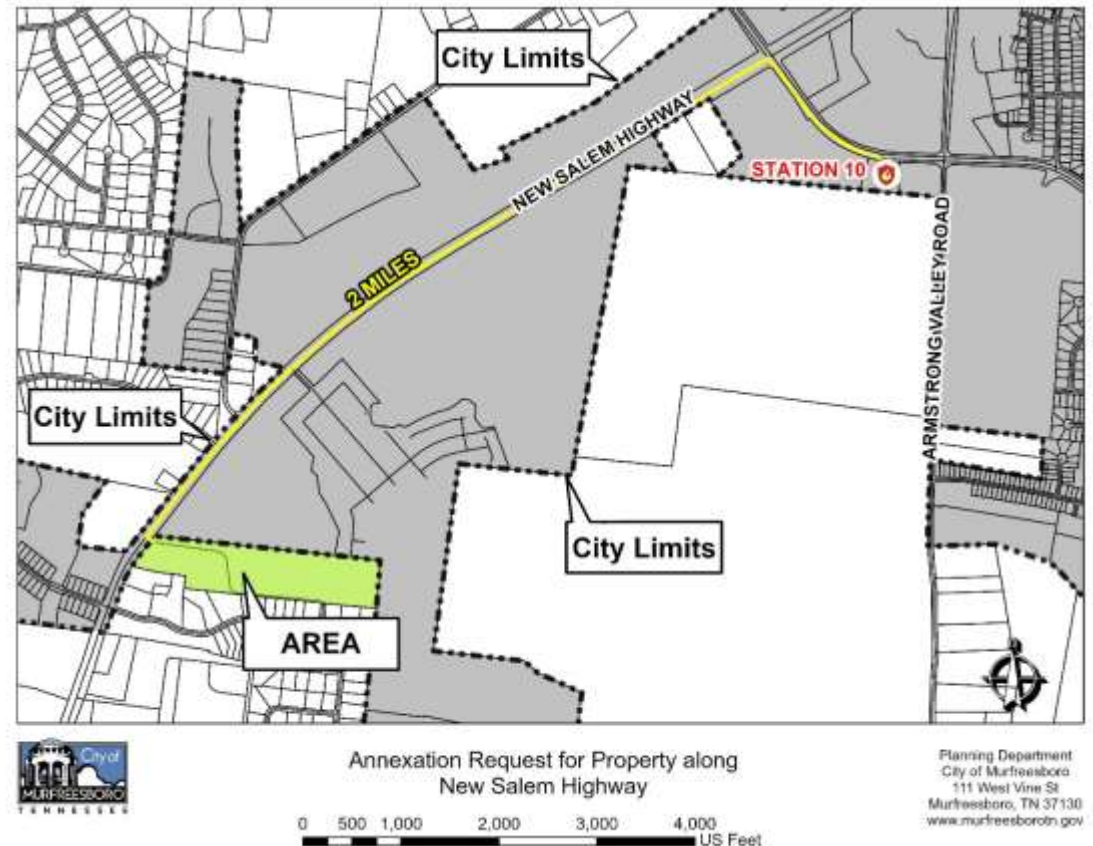 City Limits
NEW SALEM HIGHWAY
STATION 10
ARMSTRONG VALLEY ROAD
2 MILES
City Limits
City Limits
AREA
City of
MURFREESBORO
TENNESSEE
Annexation Request for Property along
New Salem Highway
0 500 1,000 2,000 3,000 4,000
US Feet
Planning Department
City of Murfreesboro
111 West Vine St
Murfreesboro, TN 37130
www.murfreesborotn.gov